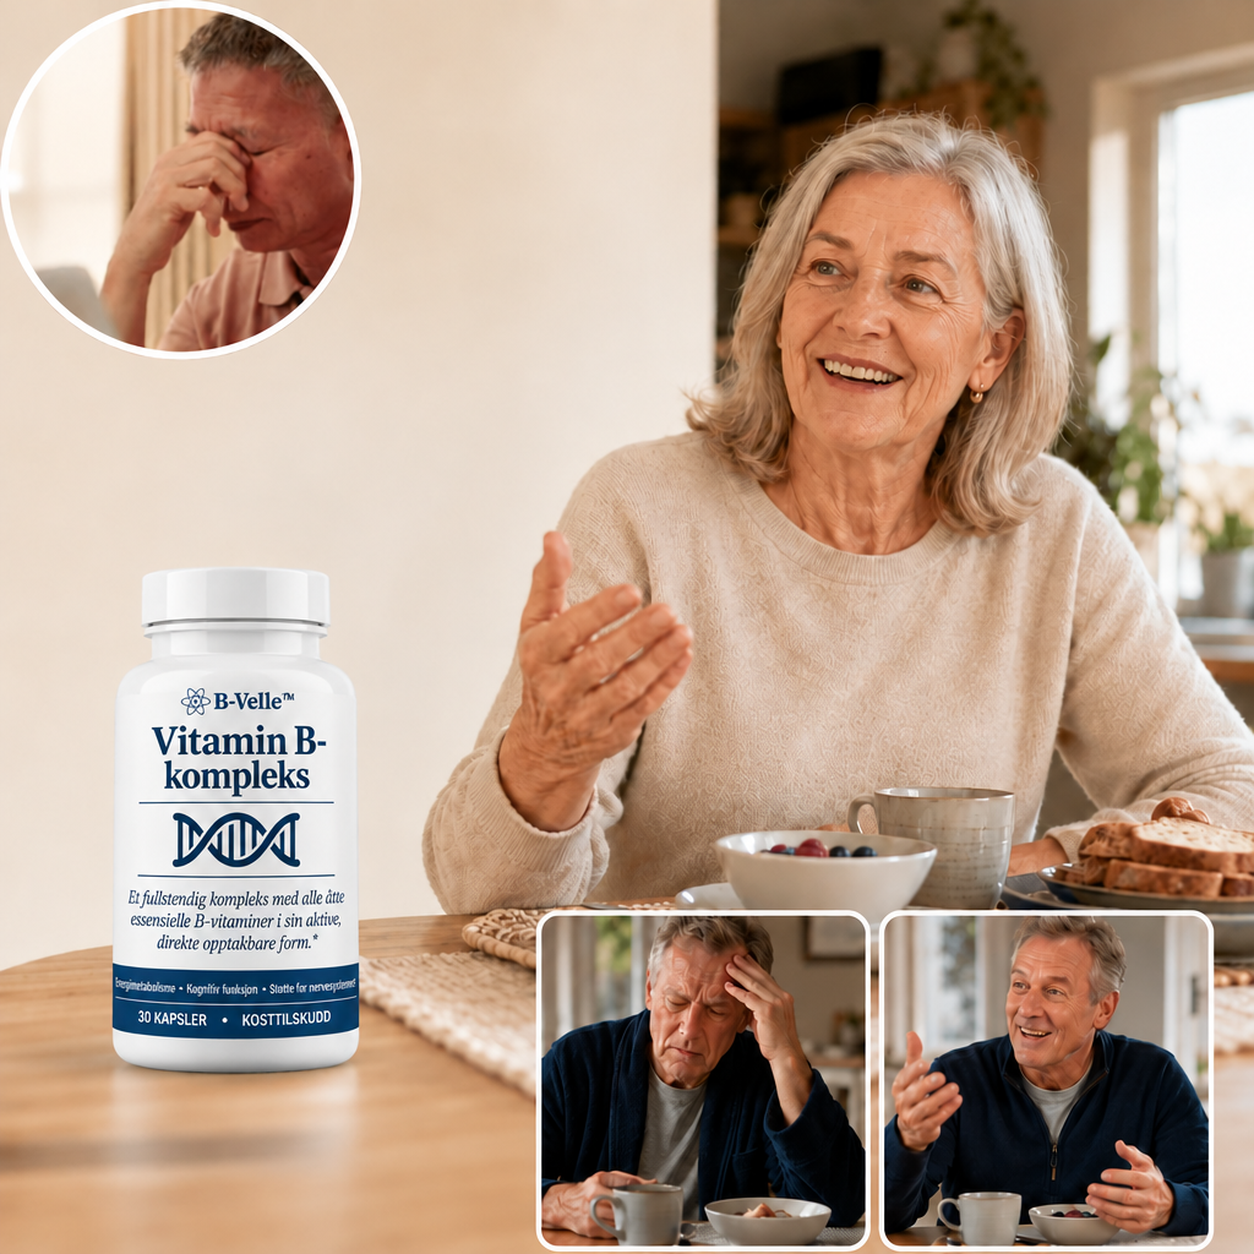 B-Velle™
Vitamin B-
kompleks
Et fullstendig kompleks med alle åtte
essensielle B-vitaminer i sin aktive,
direkte opptakbare form.*
Energimetabolisme • Kognitiv funksjon • Støtte for nervesystemet
30 KAPSLER • KOSTTILSKUDD